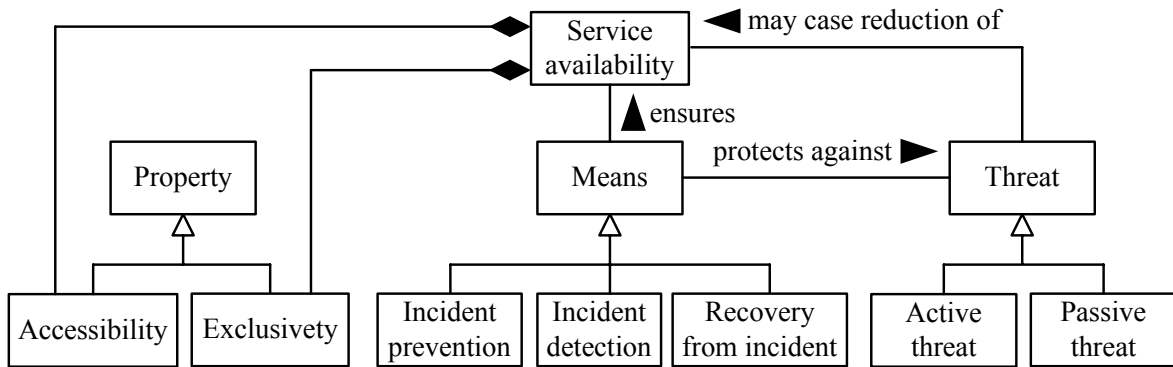 Service
availability
may case reduction of
ensures
protects against
Property
Means
Threat
Accessibility
Exclusivety
Incident
prevention
Incident
detection
Recovery
from incident
Active
threat
Passive
threat